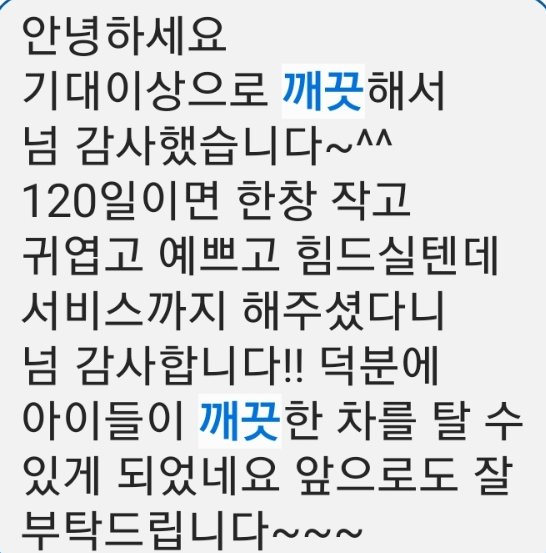 안녕하세요
기대이상으로 깨끗해서
넘 감사했습니다~^^
120일이면 한창 작고
귀엽고 예쁘고 힘드실텐데
서비스까지 해주셨다니
넘 감사합니다!! 덕분에
아이들이 깨끗한 차를 탈 수
있게 되었네요 앞으로도 잘
부탁드립니다~~~